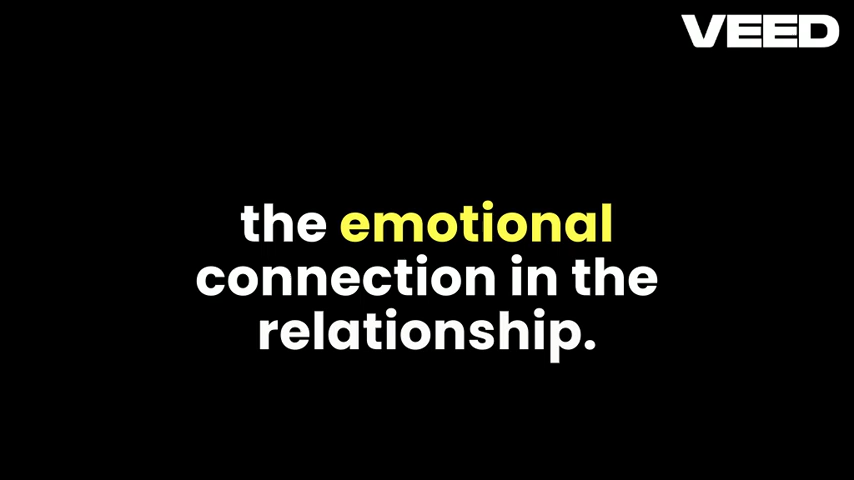 VEED
the emotional
connection in the
relationship.